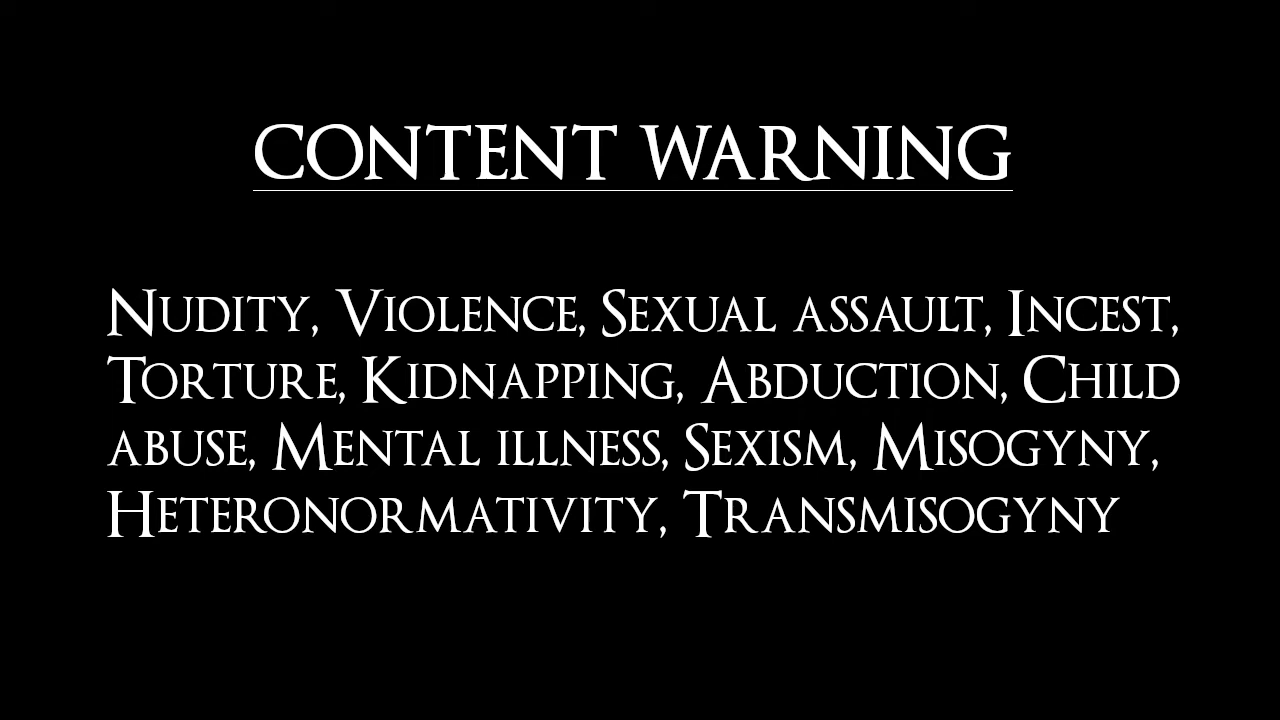 CONTENT WARNING
Nudity, Violence, Sexual assault, Incest,
Torture, Kidnapping, Abduction, Child
abuse, Mental illness, Sexism, Misogyny,
Heteronormativity, Transmisogyny